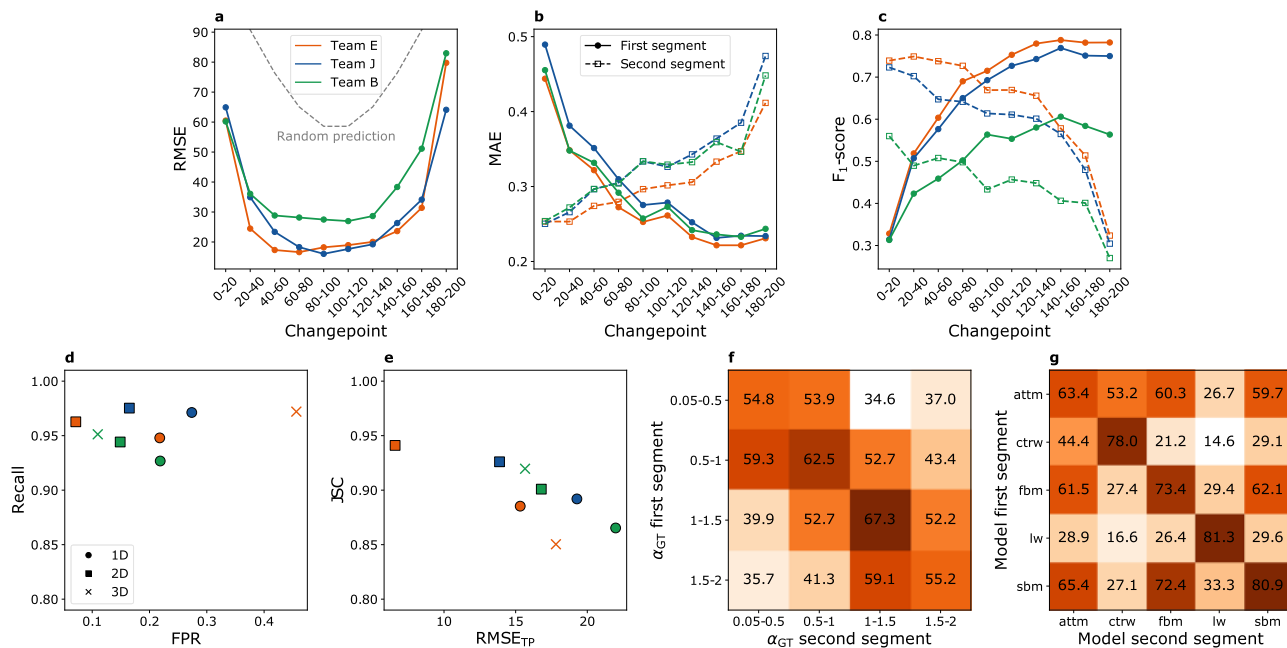 a
90
80
70
60
50
40
30
20
RMSE
Team E
Team J
Team B
Random prediction
0-20
20-40
40-60
60-80
80-100
100-120
120-140
140-160
160-180
180-200
Changepoint
b
0.5
0.4
0.3
0.2
MAE
First segment
Second segment
0-20
20-40
40-60
60-80
80-100
100-120
120-140
140-160
160-180
180-200
Changepoint
c
0.8
0.7
0.6
0.5
0.4
0.3
F₁-score
0-20
20-40
40-60
60-80
80-100
100-120
120-140
140-160
160-180
180-200
Changepoint
d
1.00
0.95
0.90
0.85
0.80
Recall
1D
2D
3D
0.1 0.2 0.3 0.4
FPR
e
1.00
0.95
0.90
0.85
0.80
JSC
10 15 20
RMSE_TP
f
α_GT first segment
0.05-0.5 54.8 53.9 34.6 37.0
0.5-1 59.3 62.5 52.7 43.4
1-1.5 39.9 52.7 67.3 52.2
1.5-2 35.7 41.3 59.1 55.2
0.05-0.5 0.5-1 1-1.5 1.5-2
α_GT second segment
g
Model first segment
attm 63.4 53.2 60.3 26.7 59.7
ctrw 44.4 78.0 21.2 14.6 29.1
fbm 61.5 27.4 73.4 29.4 62.1
lw 28.9 16.6 26.4 81.3 29.6
sbm 65.4 27.1 72.4 33.3 80.9
attm ctrw fbm lw sbm
Model second segment